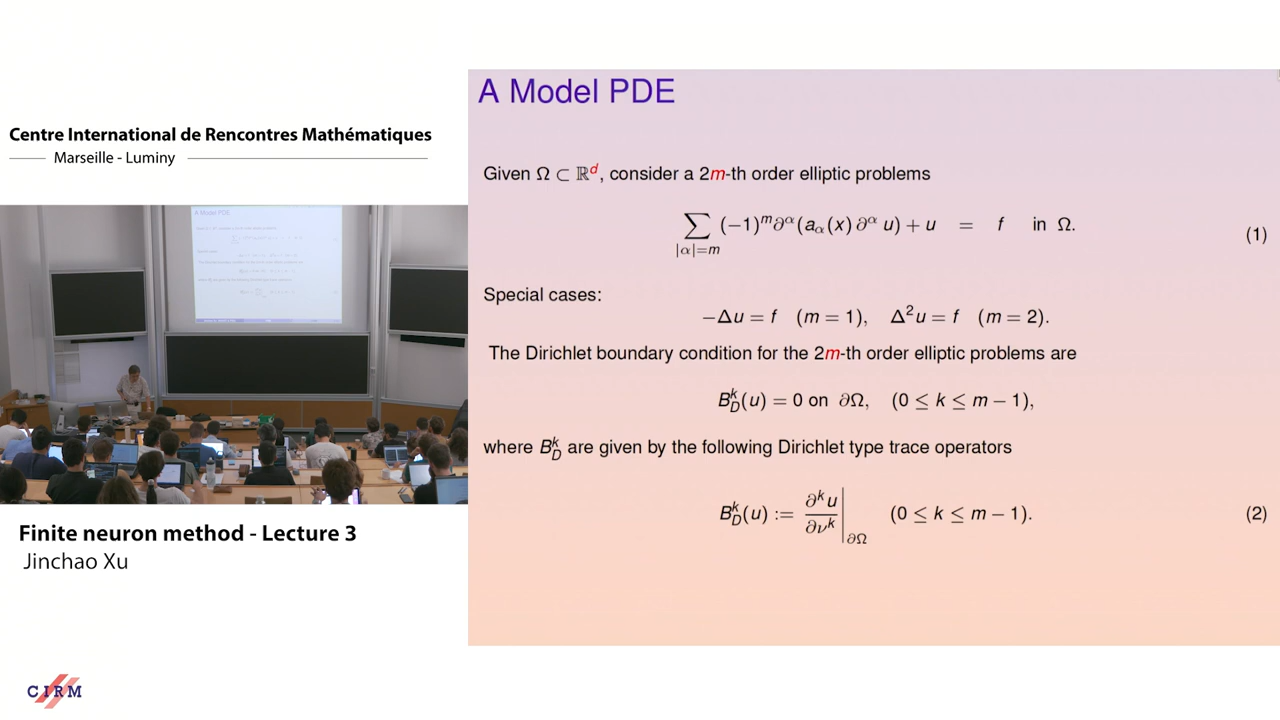 Centre International de Rencontres Mathématiques
Marseille - Luminy
A Model PDE
Given Ω ⊂ ℝᵈ, consider a 2m-th order elliptic problems
∑_{|α|=m} (−1)ᵐ∂ᵅ(a_α(x) ∂ᵅ u) + u = f in Ω. (1)
Special cases:
−Δu = f (m = 1), Δ²u = f (m = 2).
The Dirichlet boundary condition for the 2m-th order elliptic problems are
B_D^k(u) = 0 on ∂Ω, (0 ≤ k ≤ m − 1),
where B_D^k are given by the following Dirichlet type trace operators
B_D^k(u) := ∂ᵏu/∂νᵏ |_{∂Ω} (0 ≤ k ≤ m − 1). (2)
Finite neuron method - Lecture 3
Jinchao Xu
CIRM